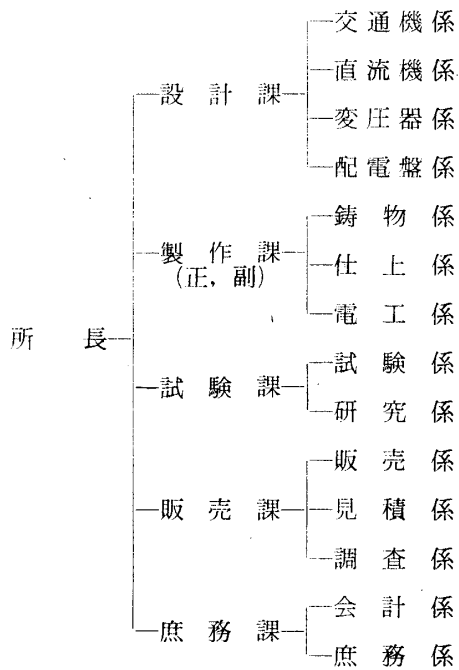 交通機係
直流機係
設計課
変圧器係
配電盤係
鋳物係
製作課
(正,副)
仕上係
電工係
所長
試験係
試験課
研究係
販売係
販売課
見積係
調査係
会計係
庶務課
庶務係